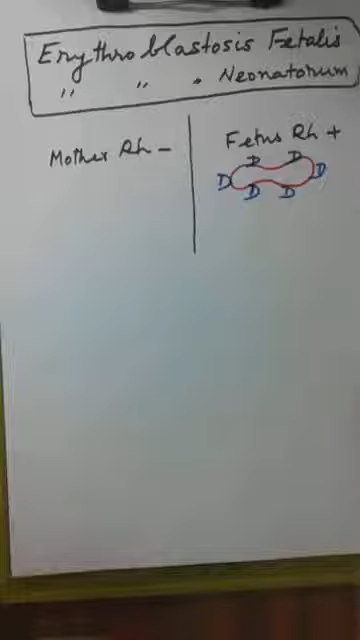 Erythroblastosis Fetalis
" " . Neonatorum
Mother Rh -
Fetus Rh +
D D
D D
D D